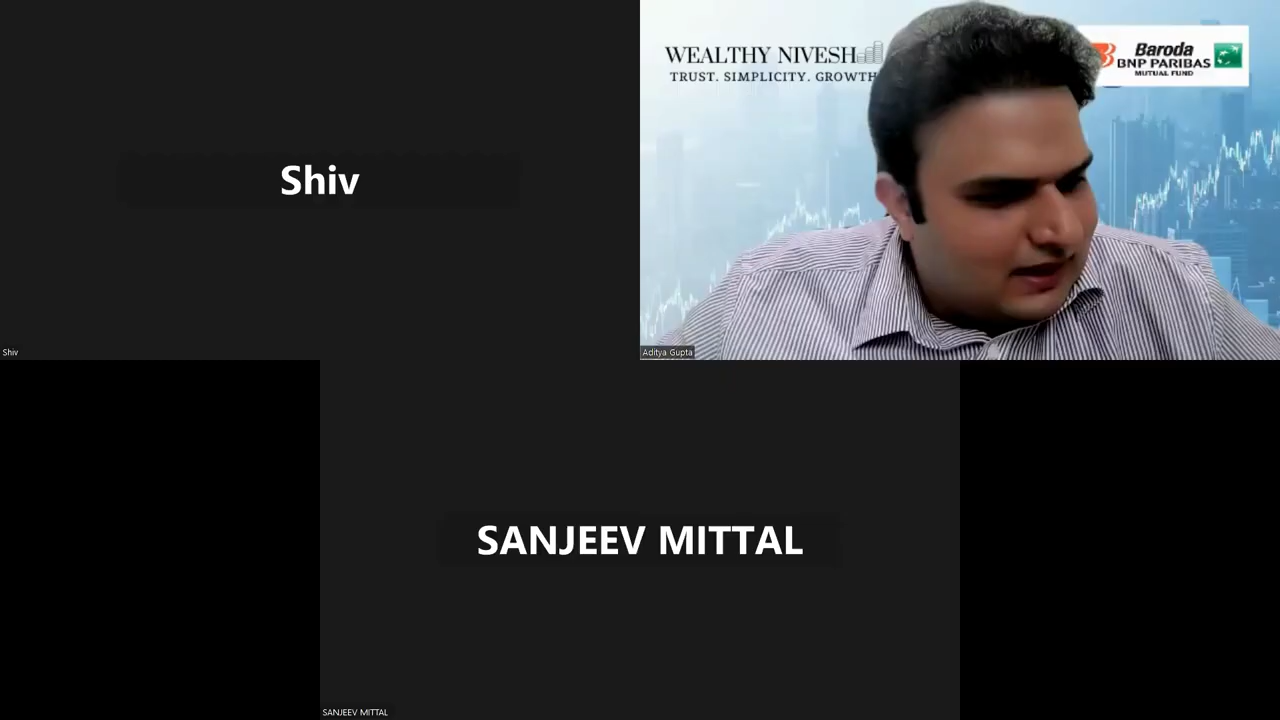 Shiv
Shiv
WEALTHY NIVESH
TRUST. SIMPLICITY. GROWTH
Baroda
BNP PARIBAS
MUTUAL FUND
Aditya Gupta
SANJEEV MITTAL
SANJEEV MITTAL